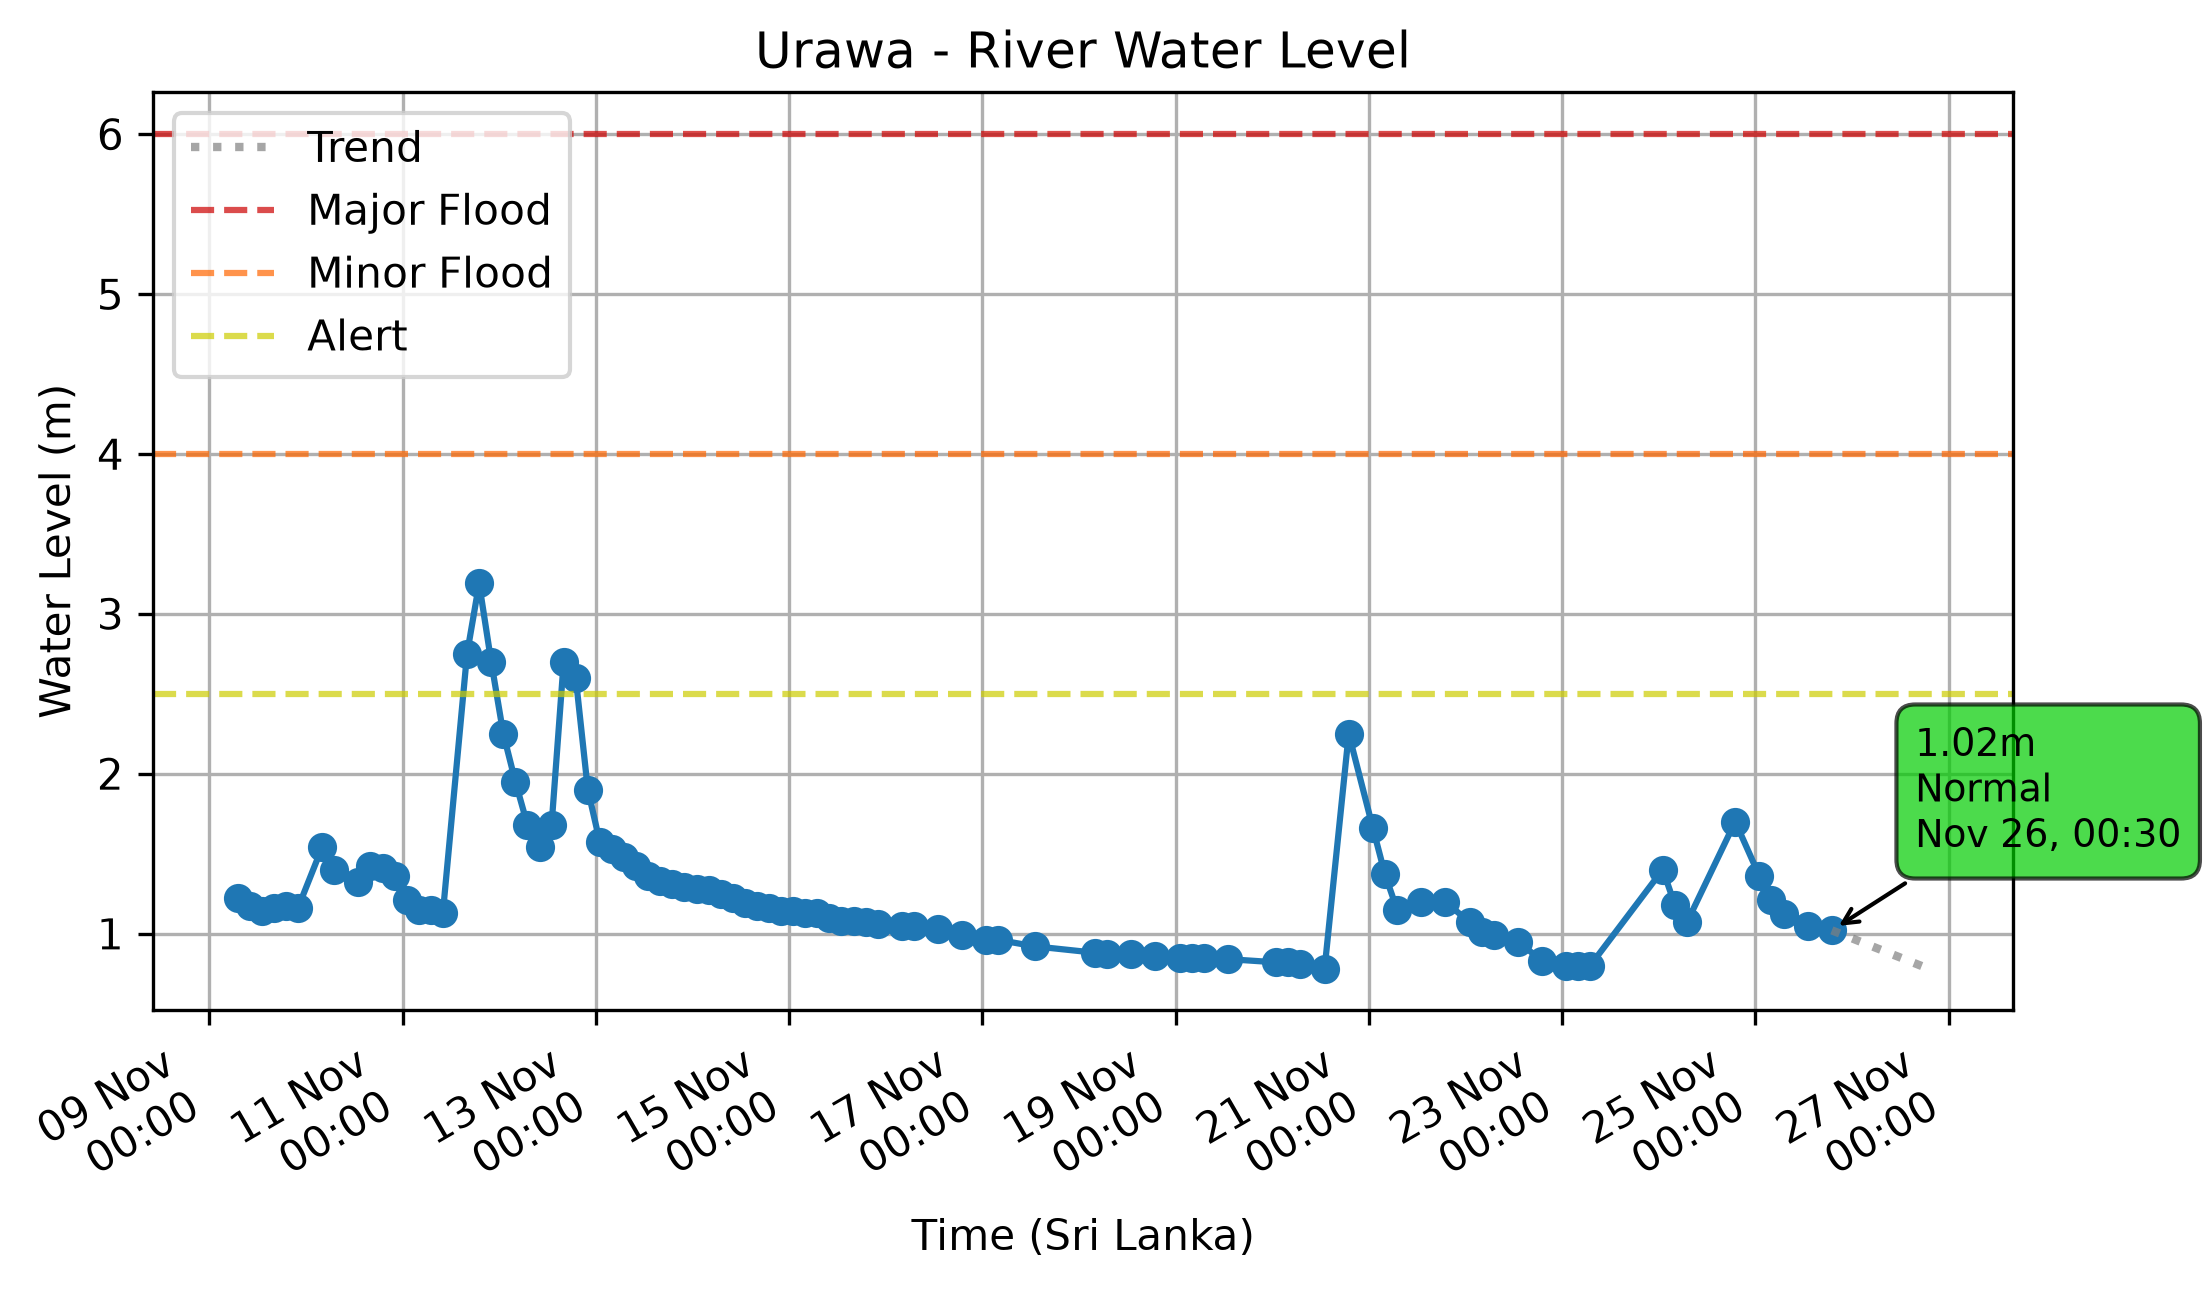 Urawa - River Water Level
Trend
Major Flood
Minor Flood
Alert
6
5
4
3
2
1
Water Level (m)
1.02m
Normal
Nov 26, 00:30
09 Nov
00:00
11 Nov
00:00
13 Nov
00:00
15 Nov
00:00
17 Nov
00:00
19 Nov
00:00
21 Nov
00:00
23 Nov
00:00
25 Nov
00:00
27 Nov
00:00
Time (Sri Lanka)